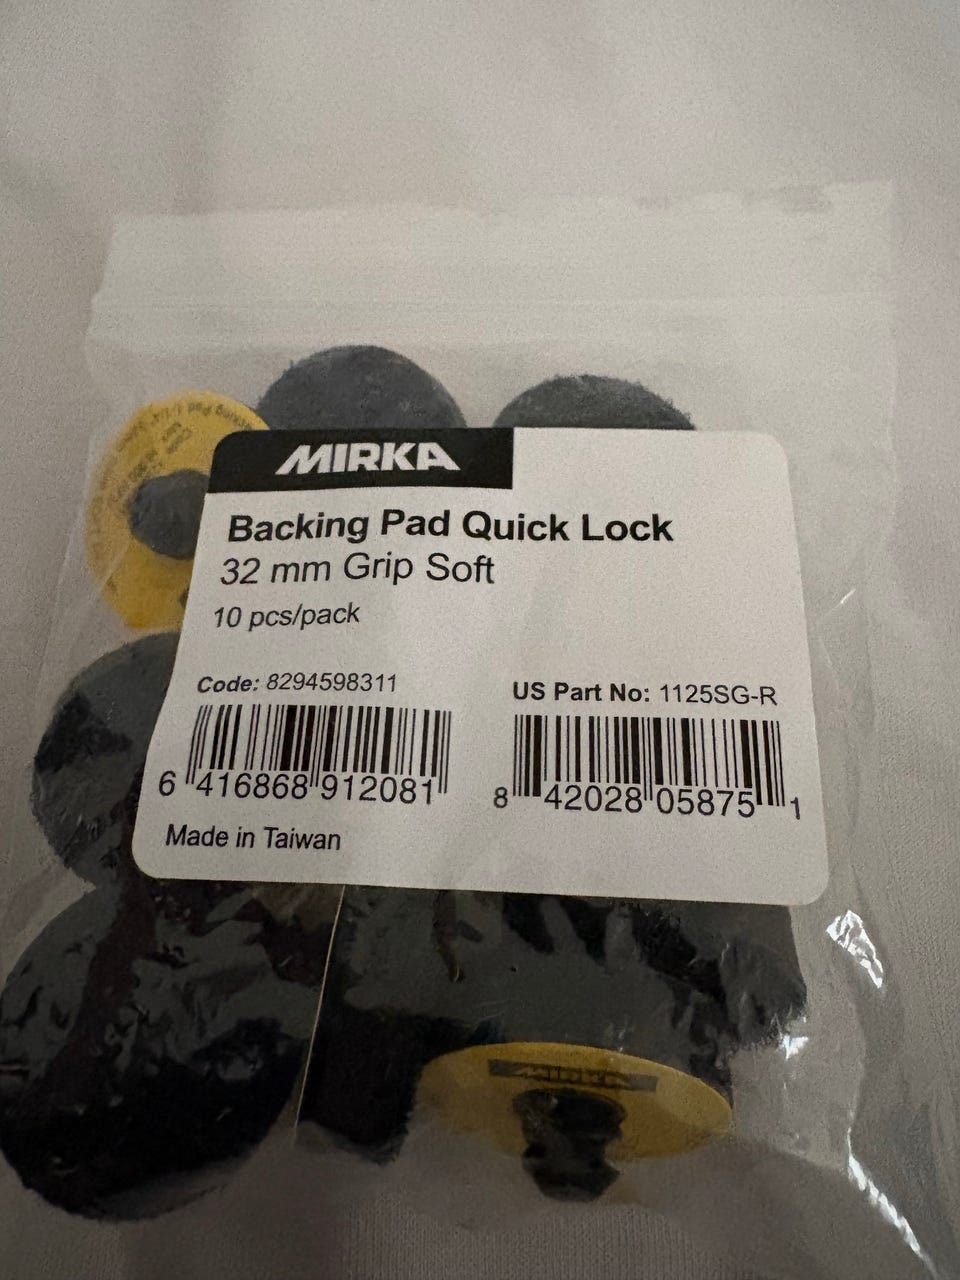 MIRKA
Backing Pad Quick Lock
32 mm Grip Soft
10 pcs/pack
Code: 8294598311
US Part No: 1125SG-R
6 416868 912081
8 42028 05875 1
Made in Taiwan
MIRKA